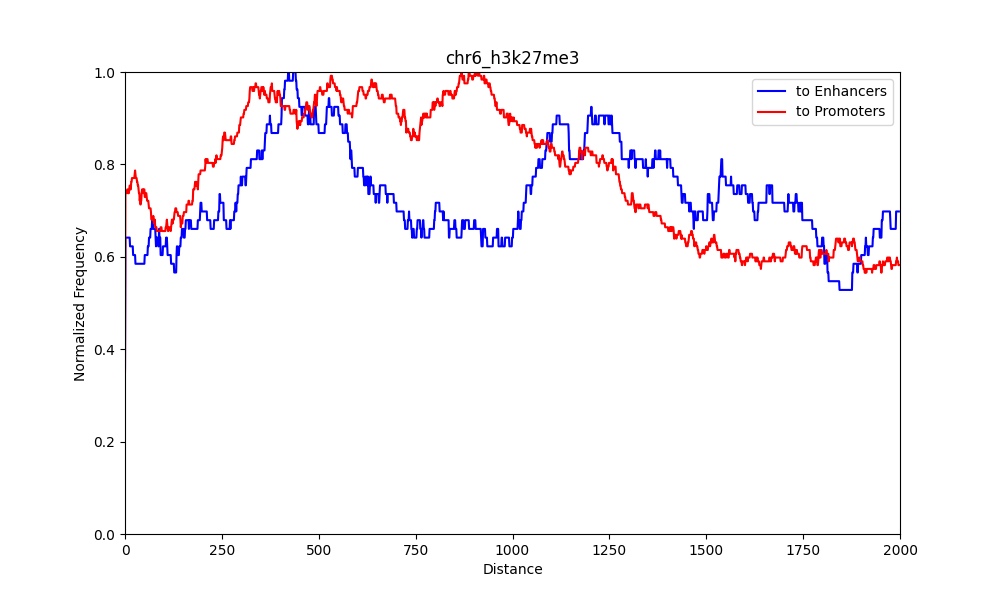 chr6_h3k27me3
1.0
0.8
0.6
0.4
0.2
0.0
Normalized Frequency
to Enhancers
to Promoters
0 250 500 750 1000 1250 1500 1750 2000
Distance